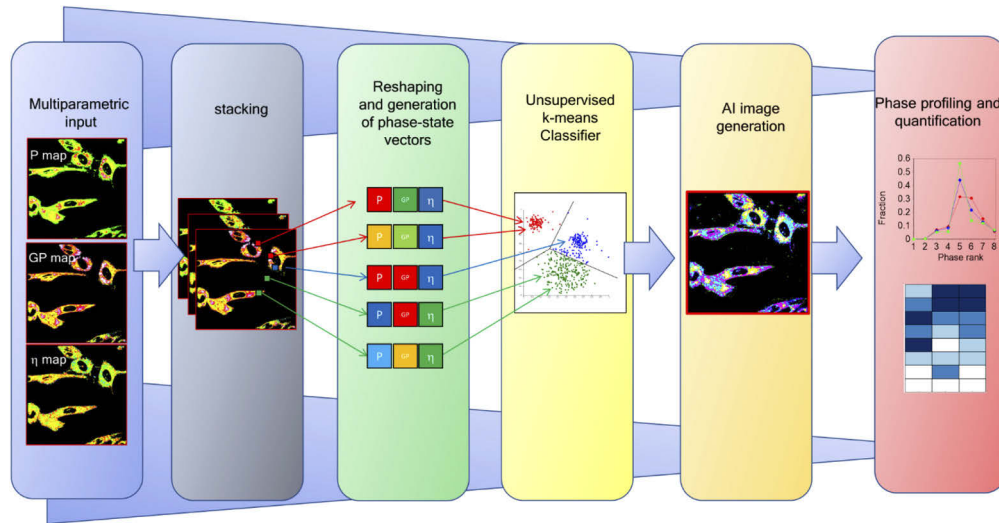 Multiparametric
input
P map
GP map
η map
stacking
Reshaping
and generation
of phase-state
vectors
P GP η
P GP η
P GP η
P GP η
P GP η
Unsupervised
k-means
Classifier
AI image
generation
Phase profiling and
quantification
Fraction
0.6
0.5
0.4
0.3
0.2
0.1
0
1 2 3 4 5 6 7 8
Phase rank